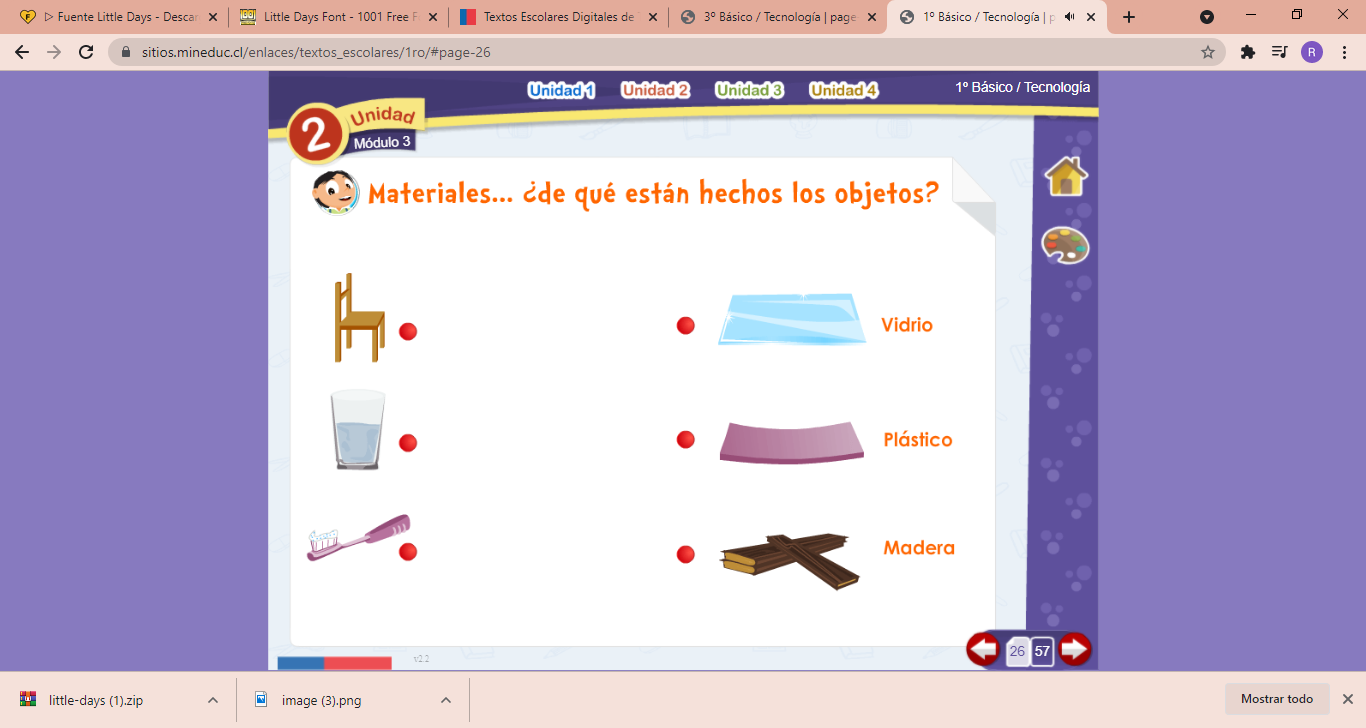 ▷ Fuente Little Days - Descar
Little Days Font - 1001 Free F
Textos Escolares Digitales de
3º Básico / Tecnología | page
1º Básico / Tecnología | p
sitios.mineduc.cl/enlaces/textos_escolares/1ro/#page-26
R
Unidad 1 Unidad 2 Unidad 3 Unidad 4
1º Básico / Tecnología
2 Unidad
Módulo 3
Materiales... ¿de qué están hechos los objetos?
Vidrio
Plástico
Madera
v2.2
26 57
little-days (1).zip
image (3).png
Mostrar todo